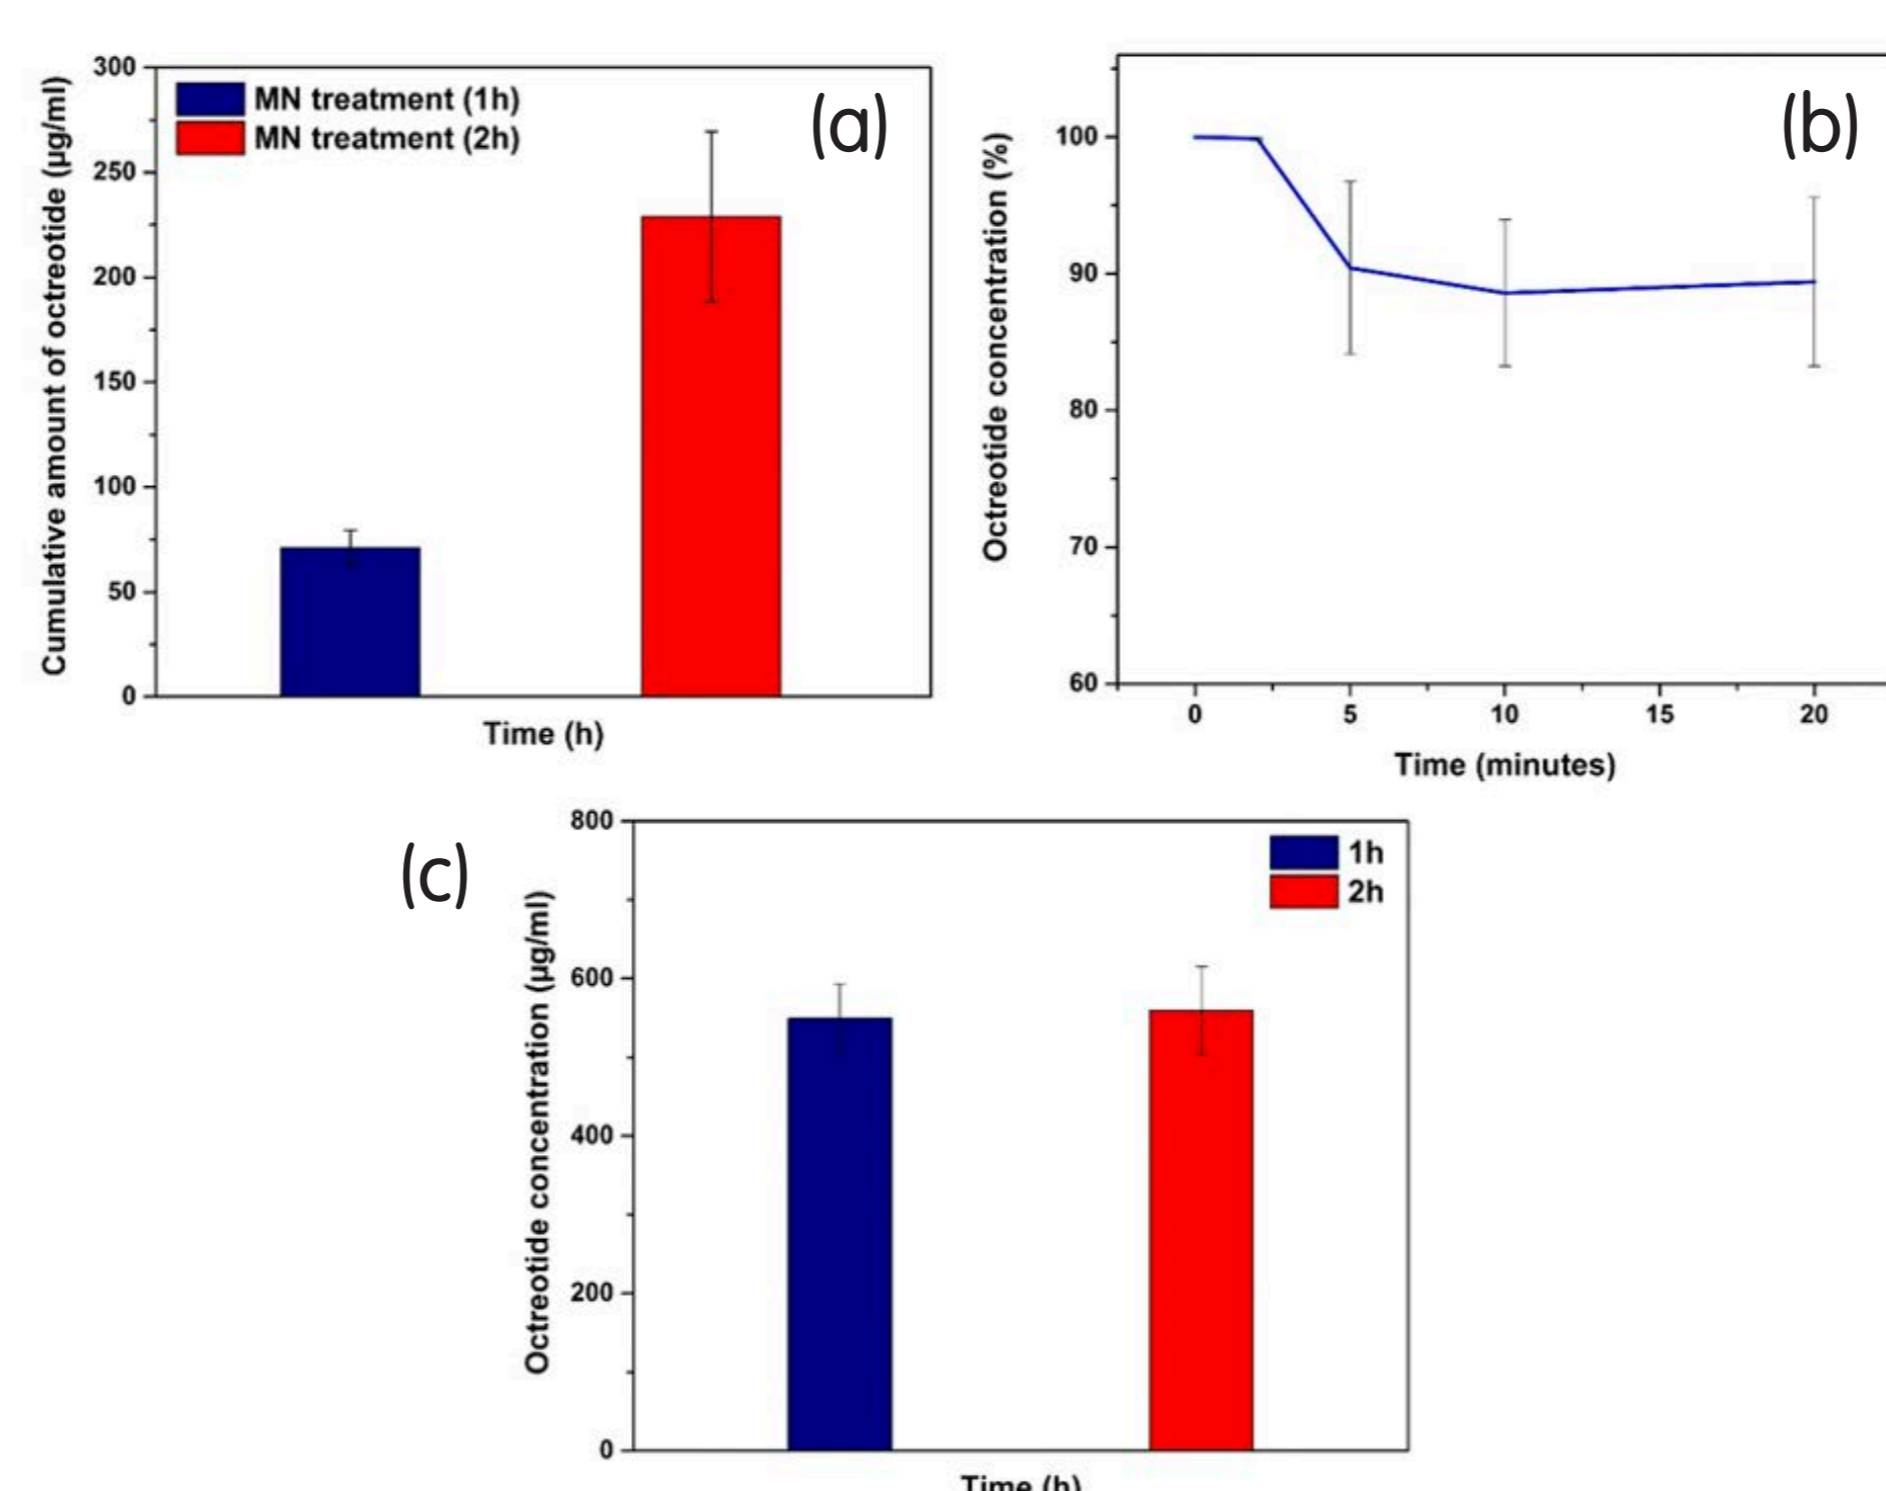 300
250
200
150
100
50
0
Cumulative amount of octreotide (µg/ml)
MN treatment (1h)
MN treatment (2h)
(a)
Time (h)
100
90
80
70
60
Octreotide concentration (%)
(b)
0 5 10 15 20
Time (minutes)
(c)
800
600
400
200
0
Octreotide concentration (µg/ml)
1h
2h
Time (h)